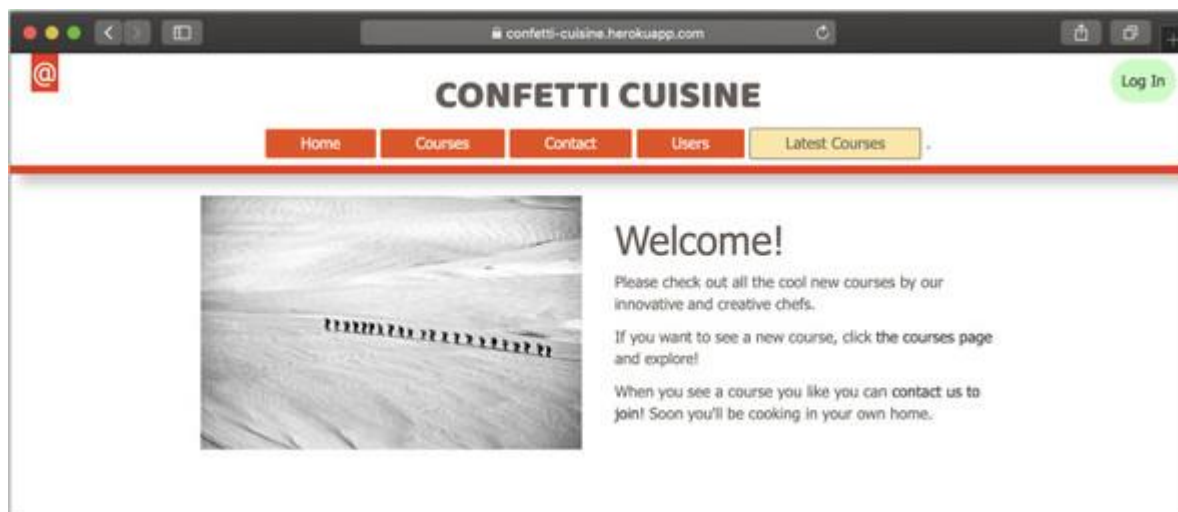 confetti-cuisine.herokuapp.com
@
CONFETTI CUISINE
Log In
Home Courses Contact Users Latest Courses .
Welcome!
Please check out all the cool new courses by our
innovative and creative chefs.
If you want to see a new course, click the courses page
and explore!
When you see a course you like you can contact us to
join! Soon you'll be cooking in your own home.